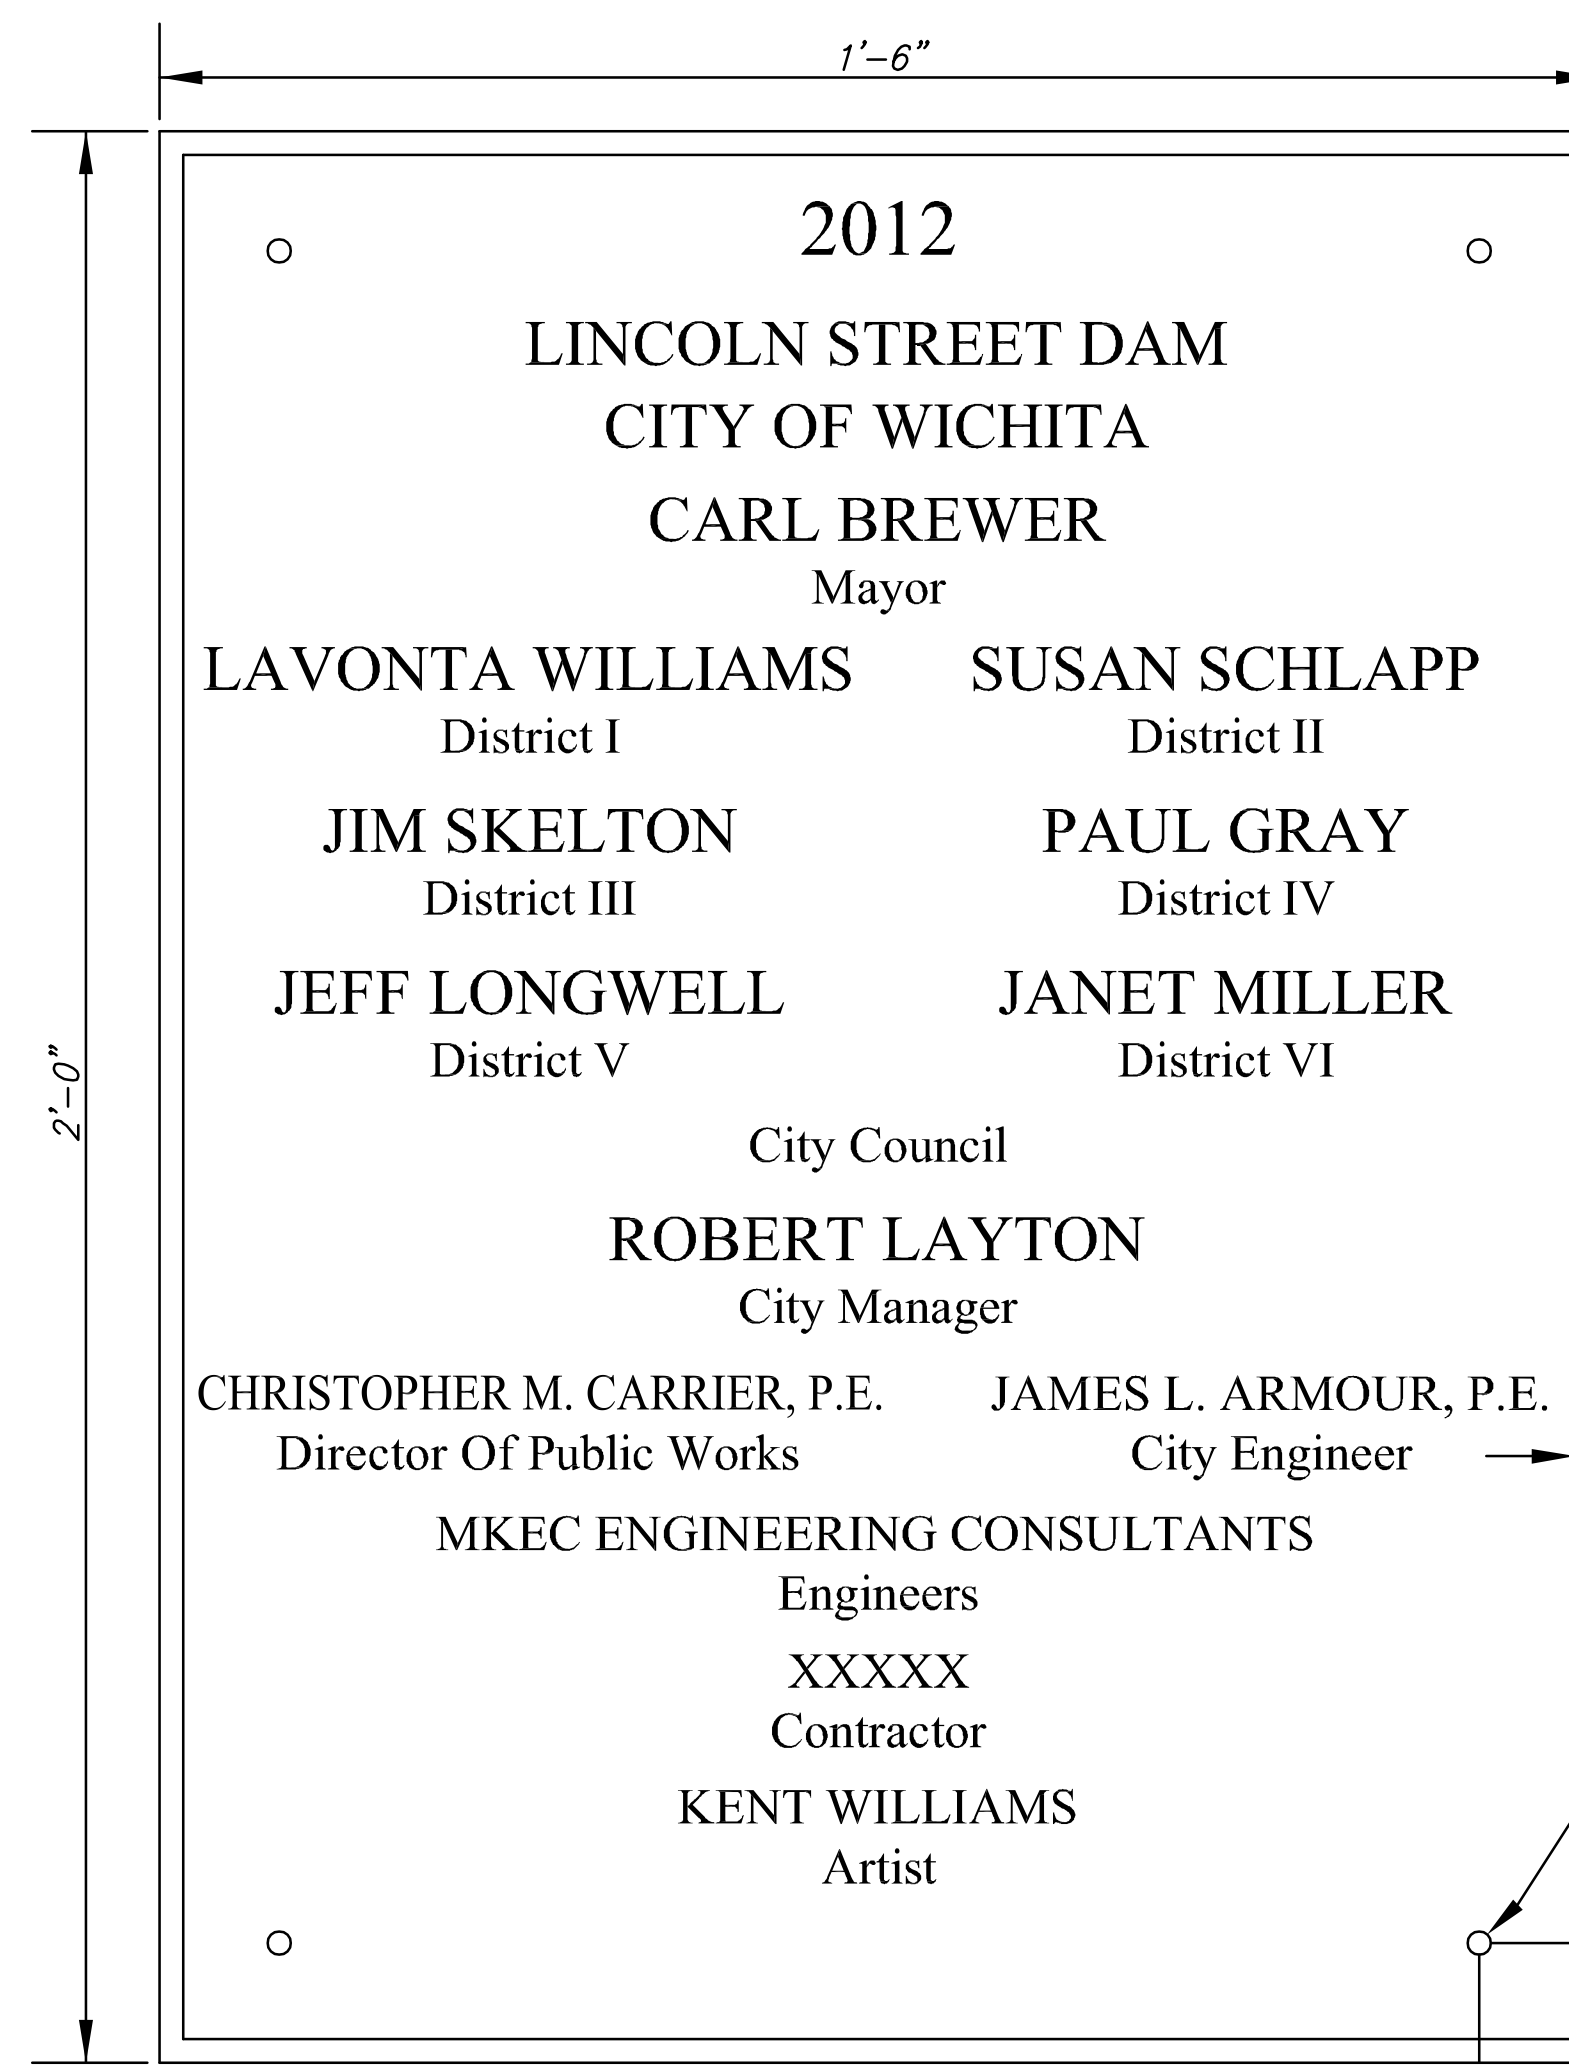 1'-6"
2012
LINCOLN STREET DAM
CITY OF WICHITA
CARL BREWER
Mayor
LAVONTA WILLIAMS SUSAN SCHLAPP
District I District II
JIM SKELTON PAUL GRAY
District III District IV
JEFF LONGWELL JANET MILLER
District V District VI
2'-0"
City Council
ROBERT LAYTON
City Manager
CHRISTOPHER M. CARRIER, P.E. JAMES L. ARMOUR, P.E.
Director Of Public Works City Engineer
MKEC ENGINEERING CONSULTANTS
Engineers
XXXXX
Contractor
KENT WILLIAMS
Artist